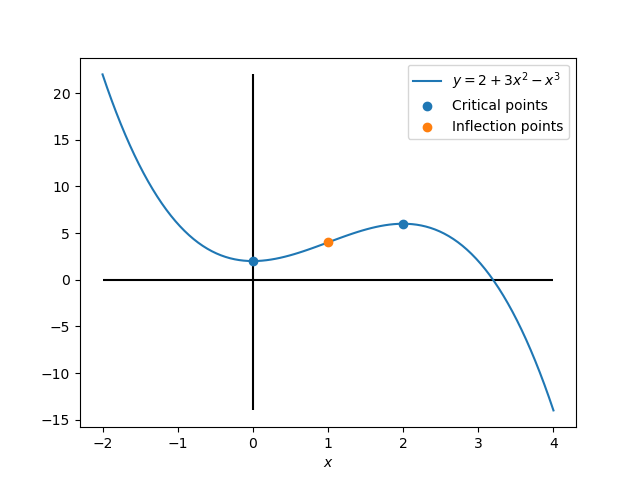 y = 2 + 3x² − x³
Critical points
Inflection points
20
15
10
5
0
−5
−10
−15
−2 −1 0 1 2 3 4
x